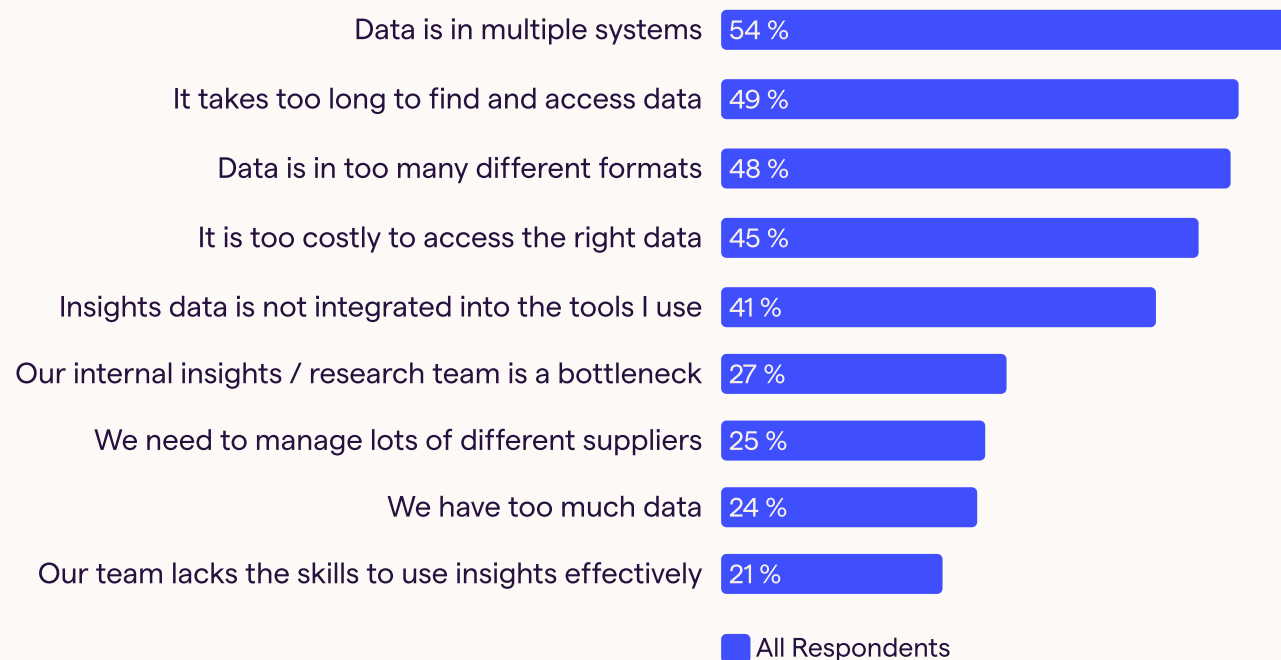 Data is in multiple systems 54 %
It takes too long to find and access data 49 %
Data is in too many different formats 48 %
It is too costly to access the right data 45 %
Insights data is not integrated into the tools I use 41 %
Our internal insights / research team is a bottleneck 27 %
We need to manage lots of different suppliers 25 %
We have too much data 24 %
Our team lacks the skills to use insights effectively 21 %
All Respondents